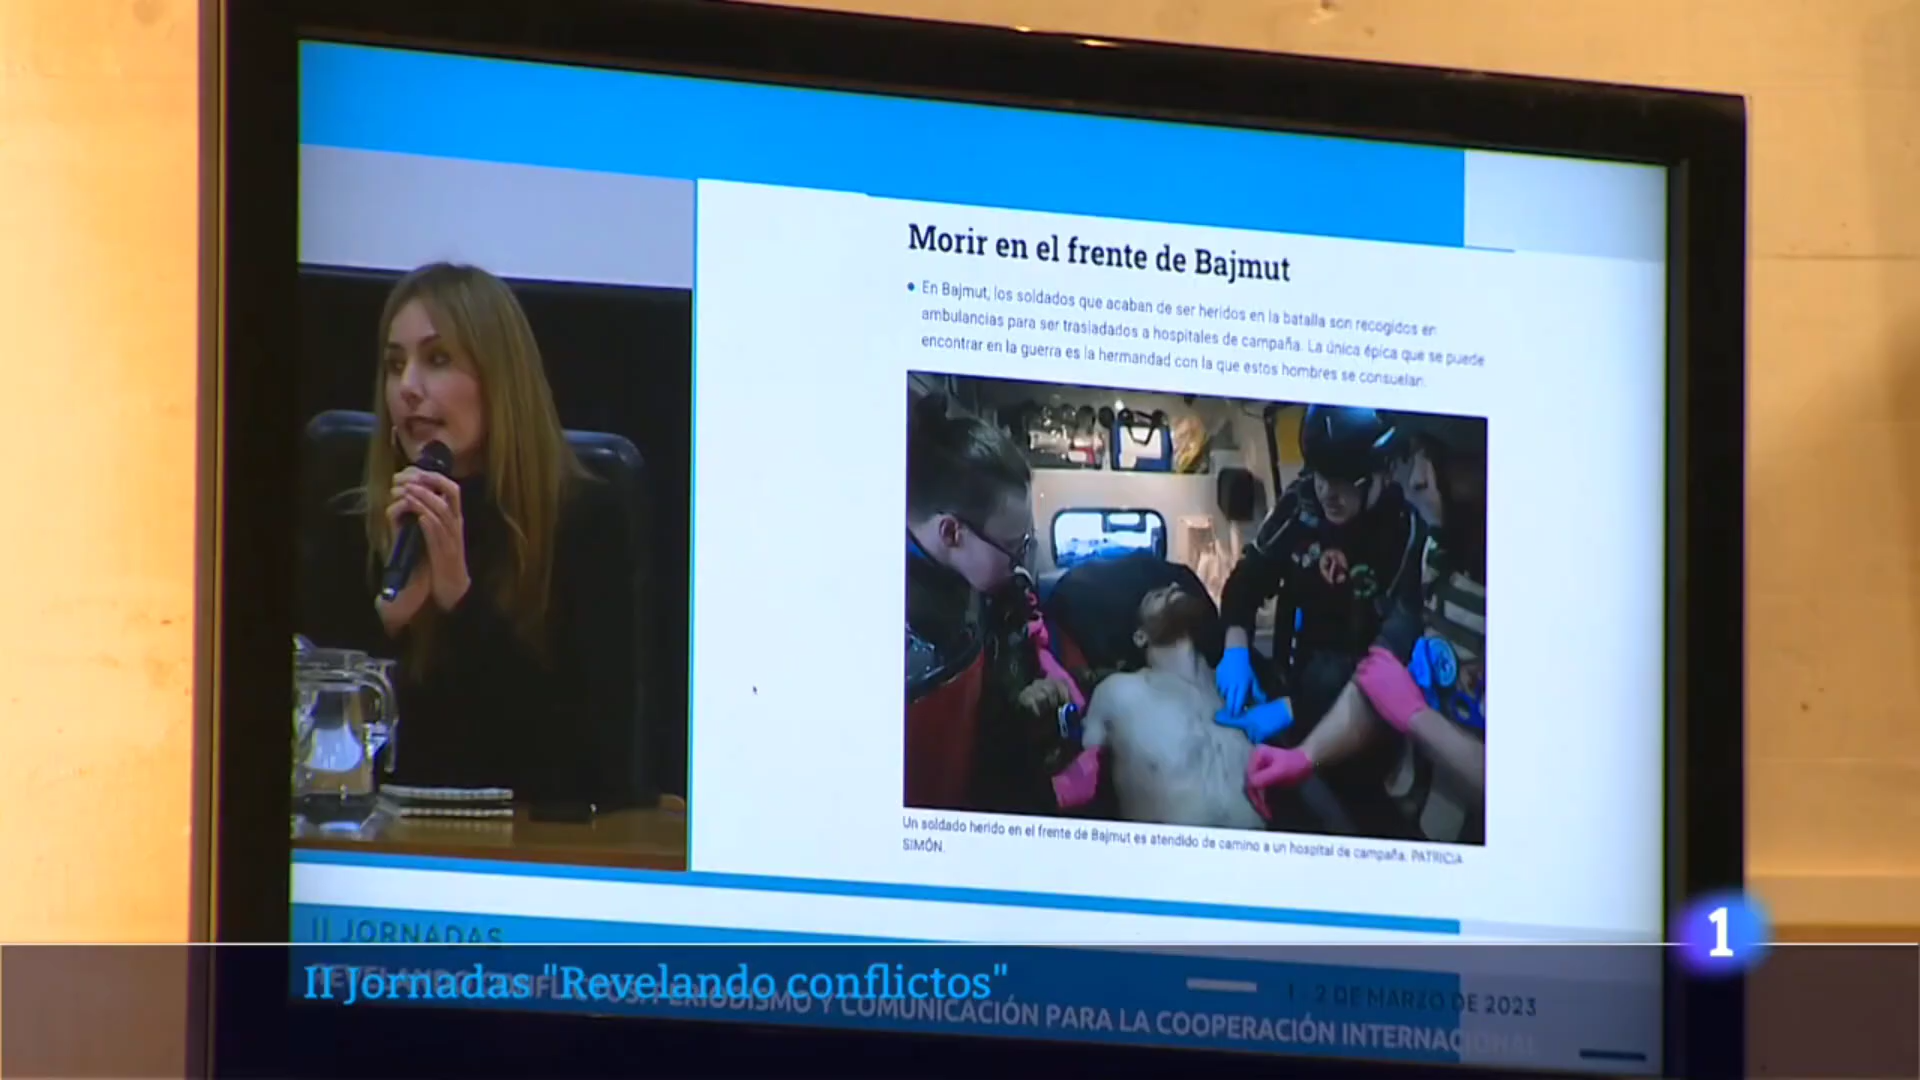 Morir en el frente de Bajmut
En Bajmut, los soldados que acaban de ser heridos en la batalla son recogidos en
ambulancias para ser trasladados a hospitales de campaña. La única épica que se puede
encontrar en la guerra es la hermandad con la que estos hombres se consuelan.
Un soldado herido en el frente de Bajmut es atendido de camino a un hospital de campaña. PATRICIA
SIMÓN.
II JORNADAS
1
II Jornadas "Revelando conflictos"
1 - 2 DE MARZO DE 2023
REVELANDO CONFLICTOS: PERIODISMO Y COMUNICACIÓN PARA LA COOPERACIÓN INTERNACIONAL